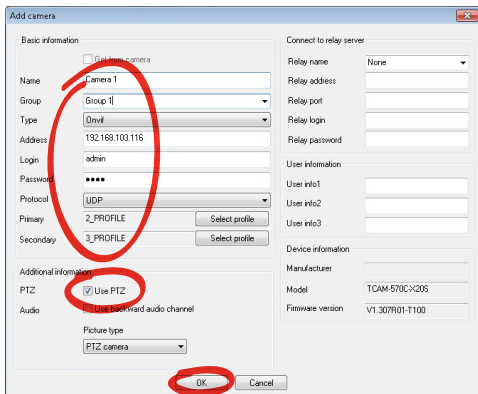 Add camera
Basic information
Get from camera
Name Camera 1
Group Group 1
Type Onvif
Address 192.168.103.116
Login admin
Password ••••
Protocol UDP
Primary 2_PROFILE Select profile
Secondary 3_PROFILE Select profile
Additional information
PTZ Use PTZ
Audio Use backward audio channel
Picture type
PTZ camera
Connect to relay server
Relay name None
Relay address
Relay port
Relay login
Relay password
User information
User info1
User info2
User info3
Device information
Manufacturer
Model TCAM-570C-X20S
Firmware version V1.307R01-T100
OK Cancel